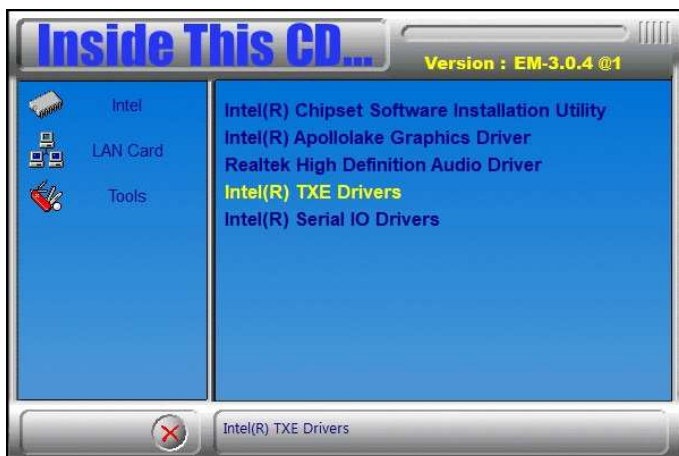 Inside This CD...
Version : EM-3.0.4 @1
Intel
LAN Card
Tools
Intel(R) Chipset Software Installation Utility
Intel(R) Apollolake Graphics Driver
Realtek High Definition Audio Driver
Intel(R) TXE Drivers
Intel(R) Serial IO Drivers
Intel(R) TXE Drivers